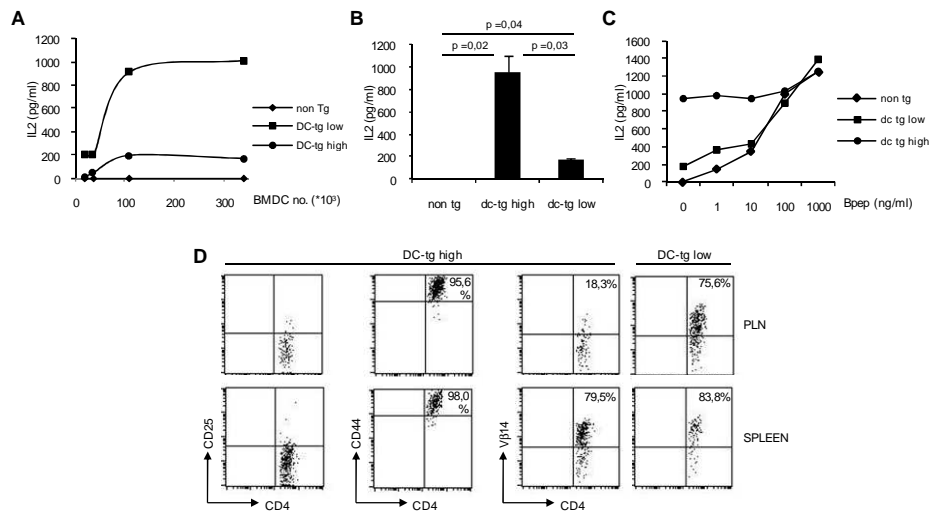 A
1200
1000
800
600
400
200
0
IL2 (pg/ml)
0 100 200 300
BMDC no. (*10³)
non Tg
DC-tg low
DC-tg high
B
p =0,04
p =0,02 p =0,03
1200
1000
800
600
400
200
0
IL2 (pg/ml)
non tg dc-tg high dc-tg low
C
1600
1400
1200
1000
800
600
400
200
0
IL2 (pg/ml)
0 1 10 100 1000
Bpep (ng/ml)
non tg
dc tg low
dc tg high
D
DC-tg high DC-tg low
95,6
%
18,3%
75,6%
PLN
98,0
%
79,5%
83,8%
SPLEEN
CD25
CD4
CD44
CD4
Vβ14
CD4